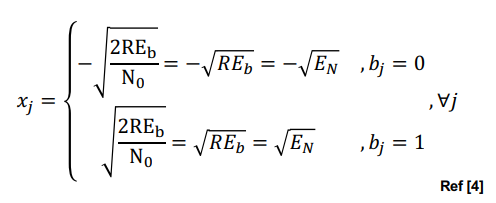 x_j = { -√(2RE_b/N_0) = -√(RE_b) = -√(E_N) , b_j = 0
√(2RE_b/N_0) = √(RE_b) = √(E_N) , b_j = 1
, ∀j
Ref [4]